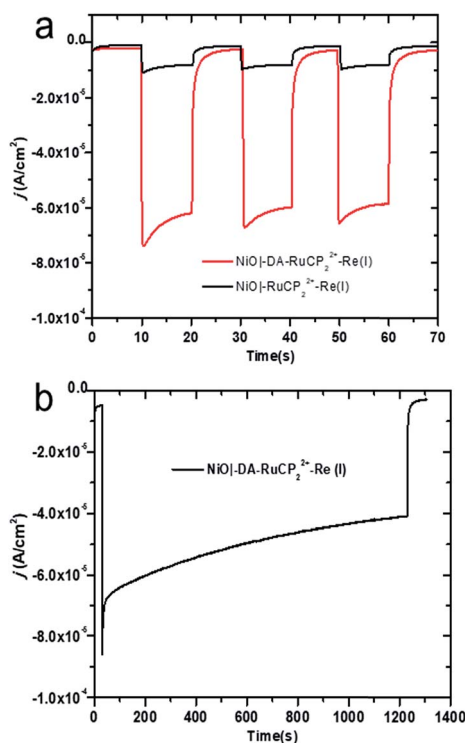 a
0.0
-2.0x10⁻⁵
-4.0x10⁻⁵
-6.0x10⁻⁵
-8.0x10⁻⁵
-1.0x10⁻⁴
j (A/cm²)
NiO|-DA-RuCP₂²⁺-Re(I)
NiO|-RuCP₂²⁺-Re(I)
0 10 20 30 40 50 60 70
Time(s)
b
0.0
-2.0x10⁻⁵
-4.0x10⁻⁵
-6.0x10⁻⁵
-8.0x10⁻⁵
-1.0x10⁻⁴
j (A/cm²)
NiO|-DA-RuCP₂²⁺-Re (I)
0 200 400 600 800 1000 1200 1400
Time(s)